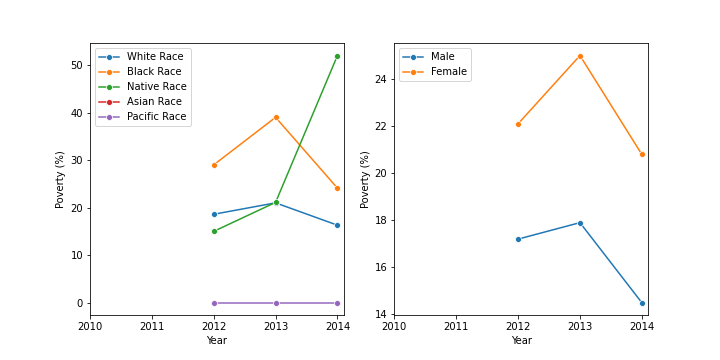 White Race
Black Race
Native Race
Asian Race
Pacific Race
50
40
30
20
10
0
Poverty (%)
2010 2011 2012 2013 2014
Year
Male
Female
24
22
20
18
16
14
Poverty (%)
2010 2011 2012 2013 2014
Year